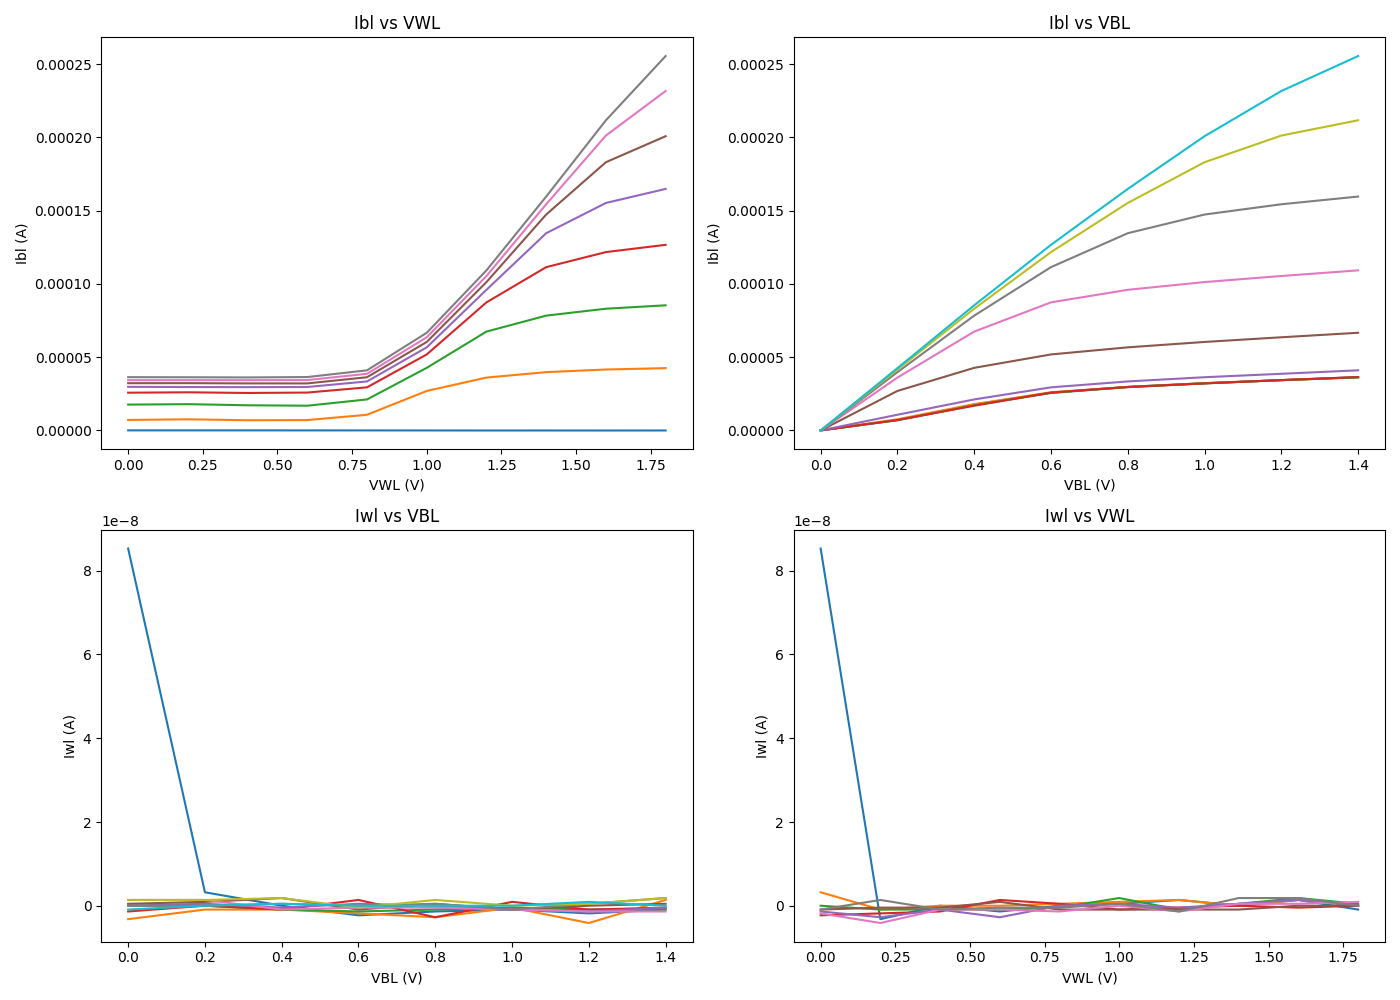 Ibl vs VWL
Ibl (A)
0.00025
0.00020
0.00015
0.00010
0.00005
0.00000
0.00 0.25 0.50 0.75 1.00 1.25 1.50 1.75
VWL (V)
Ibl vs VBL
Ibl (A)
0.00025
0.00020
0.00015
0.00010
0.00005
0.00000
0.0 0.2 0.4 0.6 0.8 1.0 1.2 1.4
VBL (V)
Iwl vs VBL
1e−8
Iwl (A)
8
6
4
2
0
0.0 0.2 0.4 0.6 0.8 1.0 1.2 1.4
VBL (V)
Iwl vs VWL
1e−8
Iwl (A)
8
6
4
2
0
0.00 0.25 0.50 0.75 1.00 1.25 1.50 1.75
VWL (V)